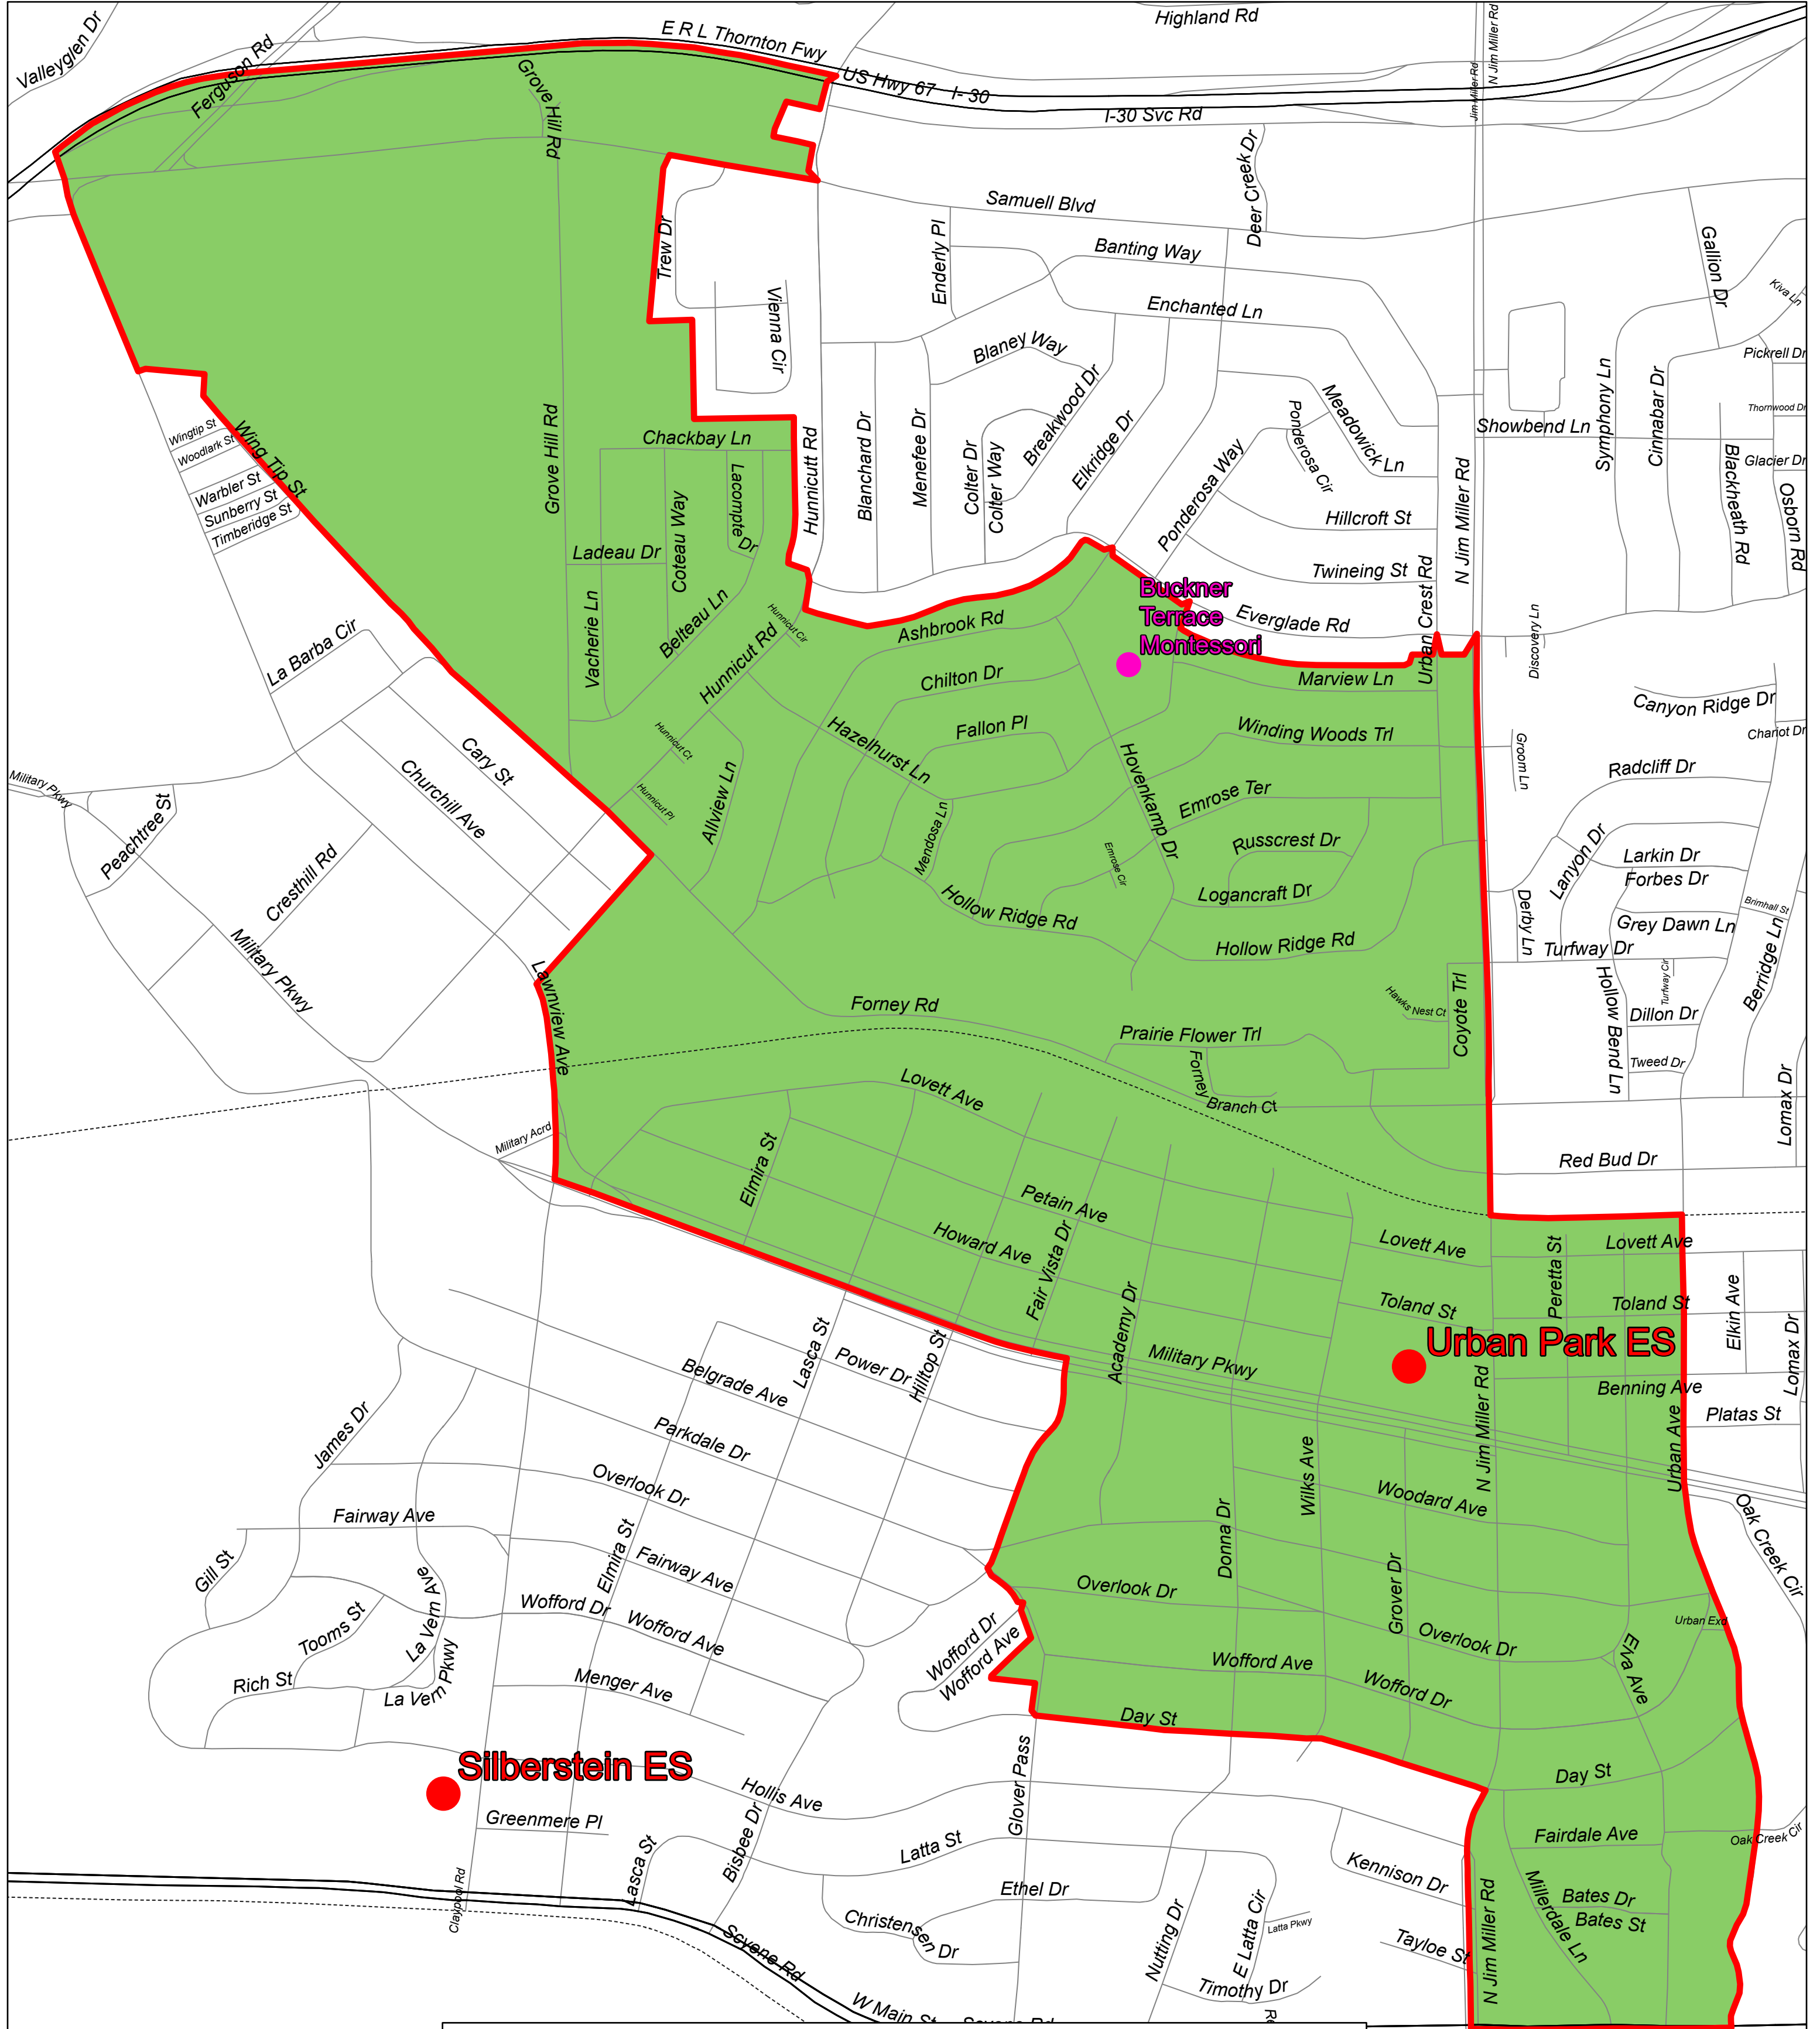 Highland Rd
E R L Thornton Fwy
Valleyglen Dr
Ferguson Rd
Grove Hill Rd
US Hwy 67
I- 30
I-30 Svc Rd
Jim Miller Rd
N Jim Miller Rd
Deer Creek Dr
Samuell Blvd
Enderly Pl
Banting Way
Trew Dr
Vienna Cir
Enchanted Ln
Gallion Dr
Kiva Ln
Blaney Way
Pickrell Dr
Breakwood Dr
Meadowick Ln
Ponderosa Cir
Symphony Ln
Cinnabar Dr
Thornwood Dr
Showbend Ln
Wingtip St
Woodlark St
Wing Tip St
Grove Hill Rd
Chackbay Ln
Hunnicutt Rd
Blanchard Dr
Menefee Dr
Colter Dr
Colter Way
Elkridge Dr
Ponderosa Way
N Jim Miller Rd
Blackheath Rd
Glacier Dr
Osborn Rd
Warbler St
Sunberry St
Timberidge St
Lacompte Dr
Coteau Way
Hillcroft St
Ladeau Dr
Twineing St
Urban Crest Rd
Buckner
Terrace
Montessori
Everglade Rd
Vacherie Ln
Belteau Ln
Hunnicut Cir
Hunnicut Rd
Ashbrook Rd
Discovery Ln
La Barba Cir
Chilton Dr
Marview Ln
Canyon Ridge Dr
Chariot Dr
Hunnicut Ct
Hazelhurst Ln
Fallon Pl
Winding Woods Trl
Groom Ln
Radcliff Dr
Military Pkwy
Cary St
Churchill Ave
Peachtree St
Hunnicut Pl
Allview Ln
Mendosa Ln
Hovenkamp Dr
Emrose Ter
Emrose Cir
Russcrest Dr
Lanyon Dr
Larkin Dr
Forbes Dr
Cresthill Rd
Logancraft Dr
Hollow Ridge Rd
Hollow Ridge Rd
Derby Ln
Brimhall St
Grey Dawn Ln
Turfway Dr
Turfway Cir
Berridge Ln
Military Pkwy
Lawnview Ave
Forney Rd
Hawks Nest Ct
Coyote Trl
Hollow Bend Ln
Dillon Dr
Prairie Flower Trl
Forney Branch Ct
Tweed Dr
Lomax Dr
Lovett Ave
Military Acrd
Elmira St
Red Bud Dr
Petain Ave
Howard Ave
Fair Vista Dr
Lovett Ave
Peretta St
Lovett Ave
Academy Dr
Toland St
Toland St
Elkin Ave
Lomax Dr
Urban Park ES
Lasca St
Power Dr
Hilltop St
Military Pkwy
Belgrade Ave
N Jim Miller Rd
Benning Ave
Platas St
Urban Ave
James Dr
Parkdale Dr
Overlook Dr
Wilks Ave
Woodard Ave
Oak Creek Cir
Fairway Ave
Donna Dr
Gill St
Elmira St
Fairway Ave
La Vern Ave
Overlook Dr
Grover Dr
Tooms St
Wofford Dr
Wofford Ave
Wofford Dr
Wofford Ave
Overlook Dr
Urban Exd
Eva Ave
Rich St
La Vern Pkwy
Menger Ave
Wofford Ave
Wofford Dr
Day St
Silberstein ES
Hollis Ave
Glover Pass
Day St
Greenmere Pl
Bisbee Dr
Latta St
Fairdale Ave
Oak Creek Cir
Claypool Rd
Lasca St
Ethel Dr
Kennison Dr
Christensen Dr
Nutting Dr
E Latta Cir
Latta Pkwy
N Jim Miller Rd
Millerdale Ln
Bates Dr
Bates St
Scyene Rd
Tayloe St
Timothy Dr
W Main St
Scyene Rd